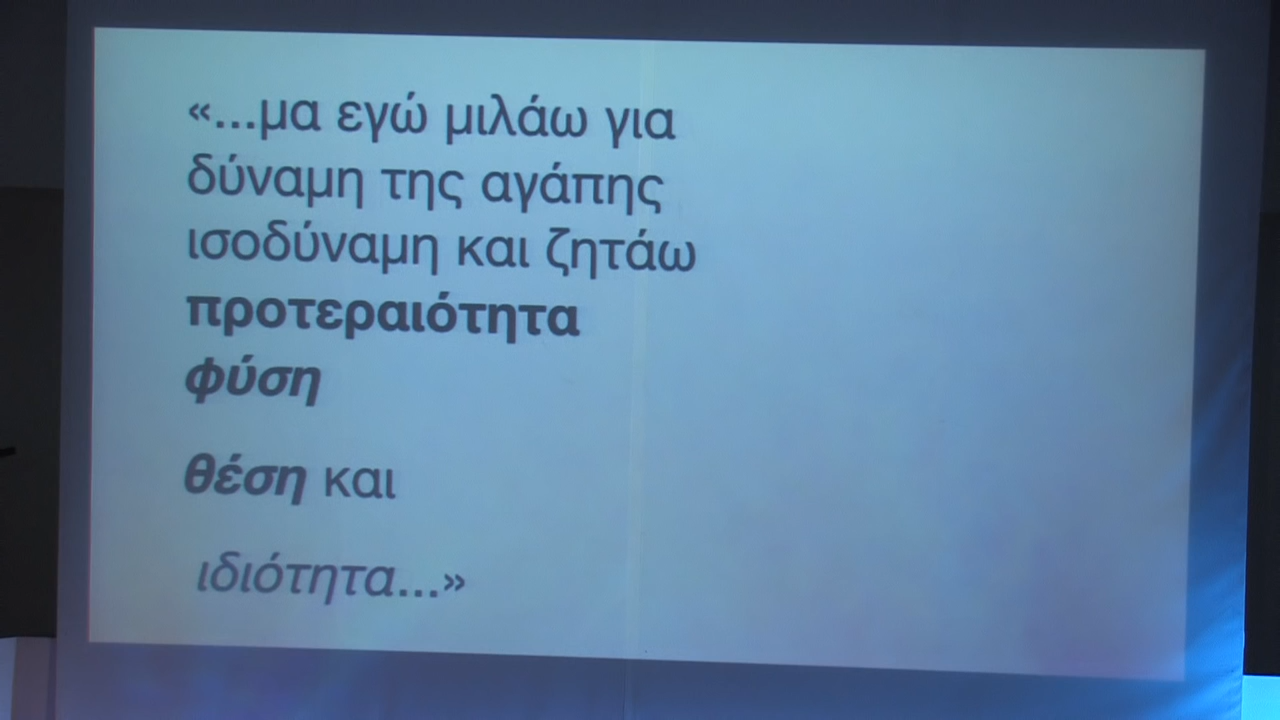 «...μα εγώ μιλάω για
δύναμη της αγάπης
ισοδύναμη και ζητάω
προτεραιότητα
φύση
θέση και
ιδιότητα...»